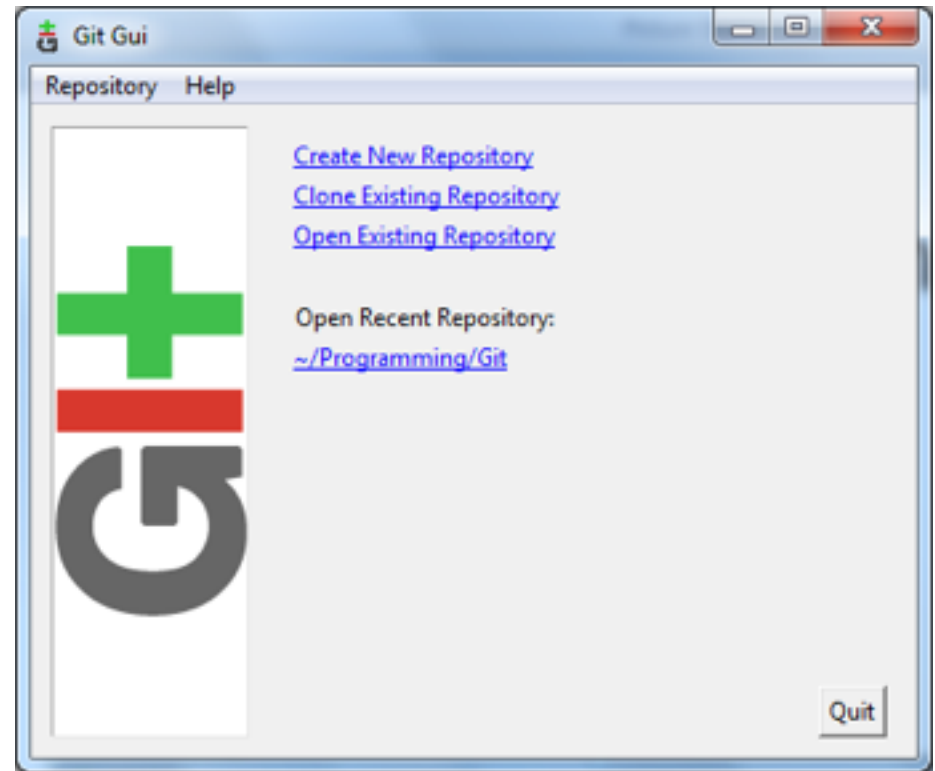 Git Gui
Repository Help
Create New Repository
Clone Existing Repository
Open Existing Repository
Open Recent Repository:
~/Programming/Git
GIT
Quit